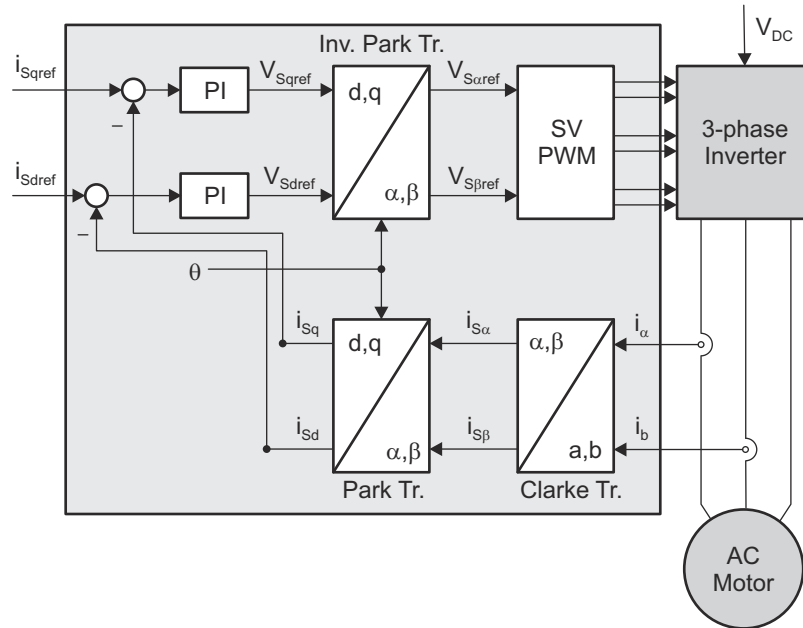 Inv. Park Tr.
V_DC
i_Sqref
PI
V_Sqref
d,q
α,β
V_Sαref
SV
PWM
3-phase
Inverter
−
i_Sdref
PI
V_Sdref
V_Sβref
−
θ
i_Sq
d,q
α,β
i_Sα
α,β
a,b
i_α
i_Sd
i_Sβ
i_b
Park Tr.
Clarke Tr.
AC
Motor